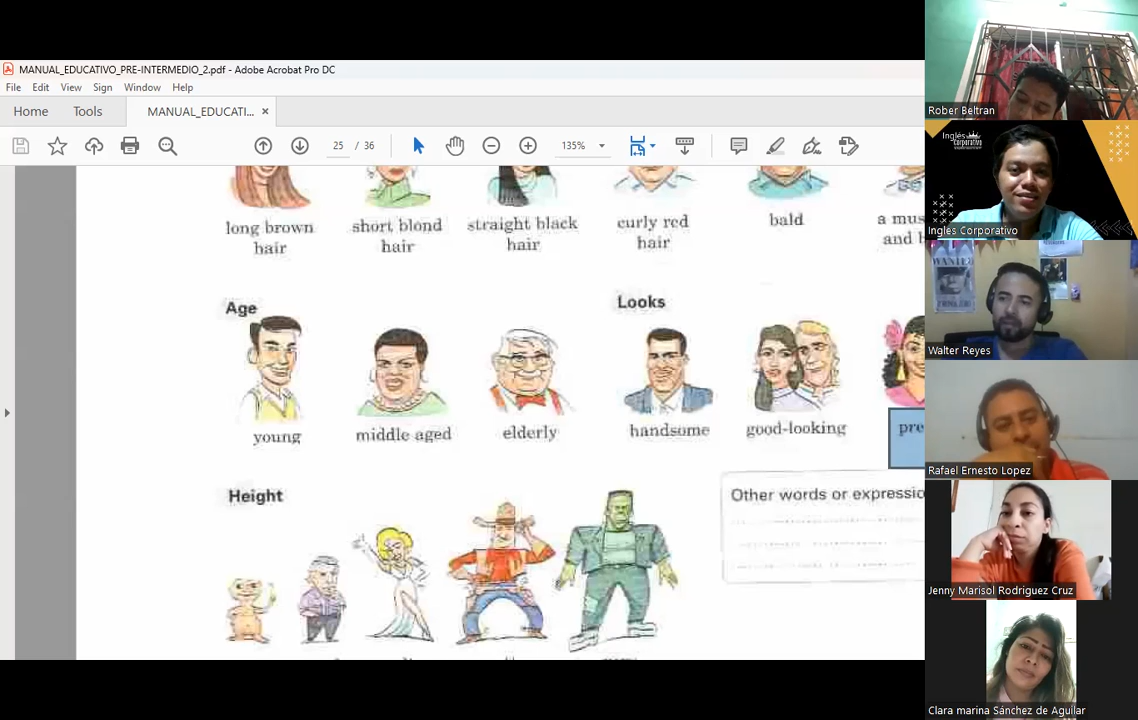 MANUAL_EDUCATIVO_PRE-INTERMEDIO_2.pdf - Adobe Acrobat Pro DC
File Edit View Sign Window Help
Home Tools MANUAL_EDUCATI... ×
25 / 36 135%
long brown
hair
short blond
hair
straight black
hair
curly red
hair
bald
a mus
and b
Age
Looks
young
middle aged
elderly
handsome
good-looking
pre
Height
Other words or expressio
Rober Beltran
Inglés
Corporativo
Ingles Corporativo
WANTED
Walter Reyes
Rafael Ernesto Lopez
Jenny Marisol Rodriguez Cruz
Clara marina Sánchez de Aguilar